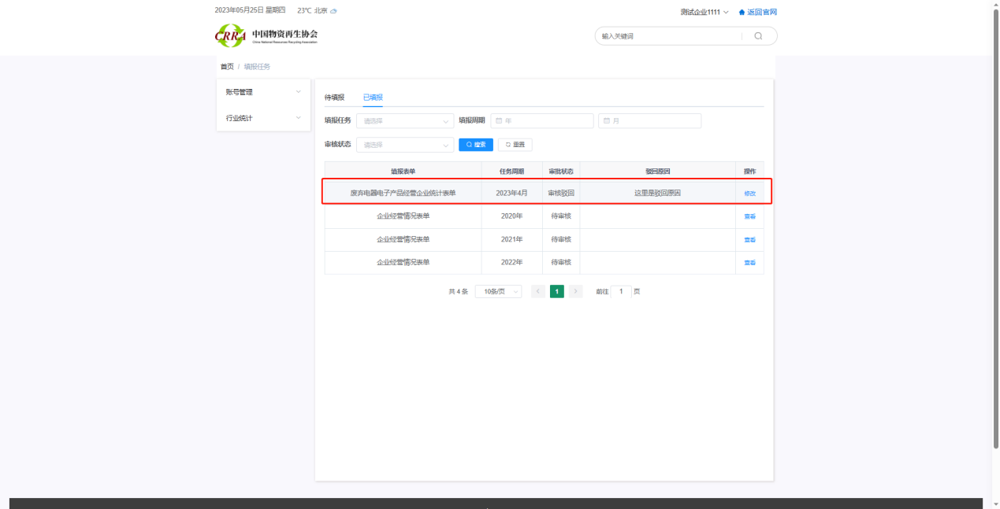 2023年05月25日 星期四 23℃ 北京 测试企业1111 返回官网
CRRA 中国物资再生协会
China National Resources Recycling Association
输入关键词
首页 / 填报任务
账号管理
行业统计
待填报 已填报
填报任务 请选择 填报周期 年 月
审核状态 请选择 搜索 重置
填报表单 任务周期 审批状态 驳回原因 操作
废弃电器电子产品经营企业统计表单 2023年4月 审核驳回 这里是驳回原因 修改
企业经营情况表单 2020年 待审核 查看
企业经营情况表单 2021年 待审核 查看
企业经营情况表单 2022年 待审核 查看
共 4 条 10条/页 1 前往 1 页